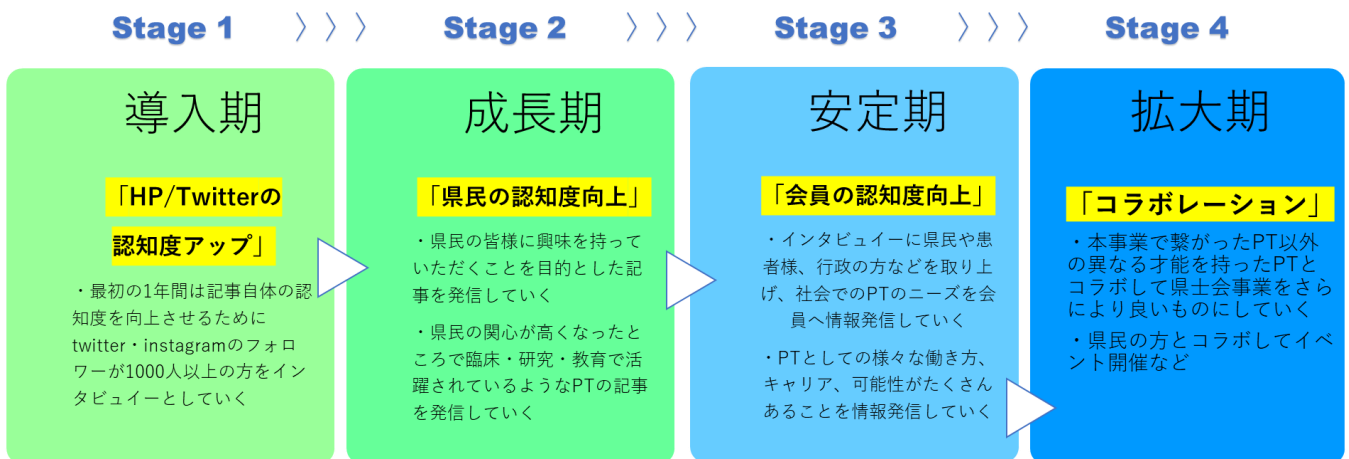 Stage 1 〉〉〉 Stage 2 〉〉〉 Stage 3 〉〉〉 Stage 4
導入期
「HP/Twitterの
認知度アップ」
・最初の1年間は記事自体の認
知度を向上させるために
twitter・instagramのフォロ
ワーが1000人以上の方をイン
タビュイーとしていく
成長期
「県民の認知度向上」
・県民の皆様に興味を持って
いただくことを目的とした記
事を発信していく
・県民の関心が高くなったと
ころで臨床・研究・教育で活
躍されているようなPTの記事
を発信していく
安定期
「会員の認知度向上」
・インタビュイーに県民や患
者様、行政の方などを取り上
げ、社会でのPTのニーズを会
員へ情報発信していく
・PTとしての様々な働き方、
キャリア、可能性がたくさん
あることを情報発信していく
拡大期
「コラボレーション」
・本事業で繋がったPT以外
の異なる才能を持ったPTと
コラボして県士会事業をさら
により良いものにしていく
・県民の方とコラボしてイベ
ント開催など